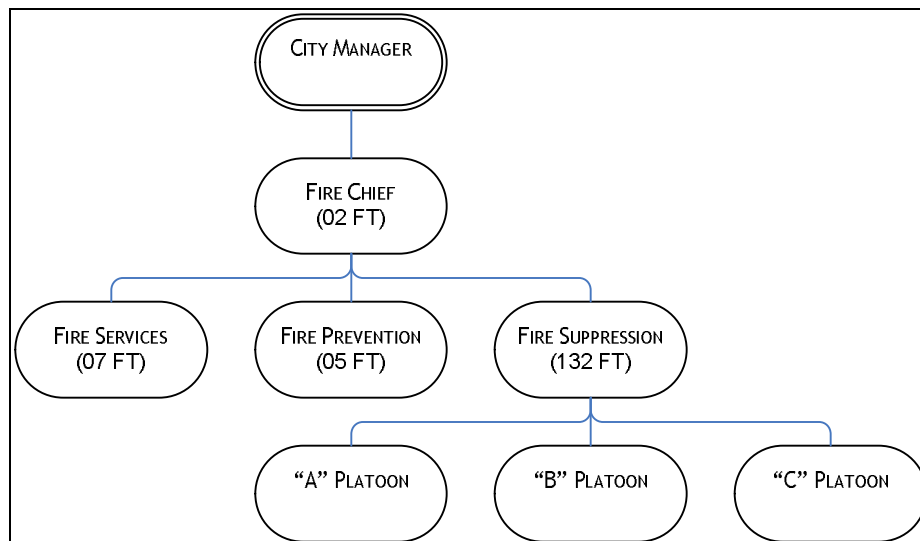 CITY MANAGER
FIRE CHIEF
(02 FT)
FIRE SERVICES
(07 FT)
FIRE PREVENTION
(05 FT)
FIRE SUPPRESSION
(132 FT)
“A” PLATOON
“B” PLATOON
“C” PLATOON